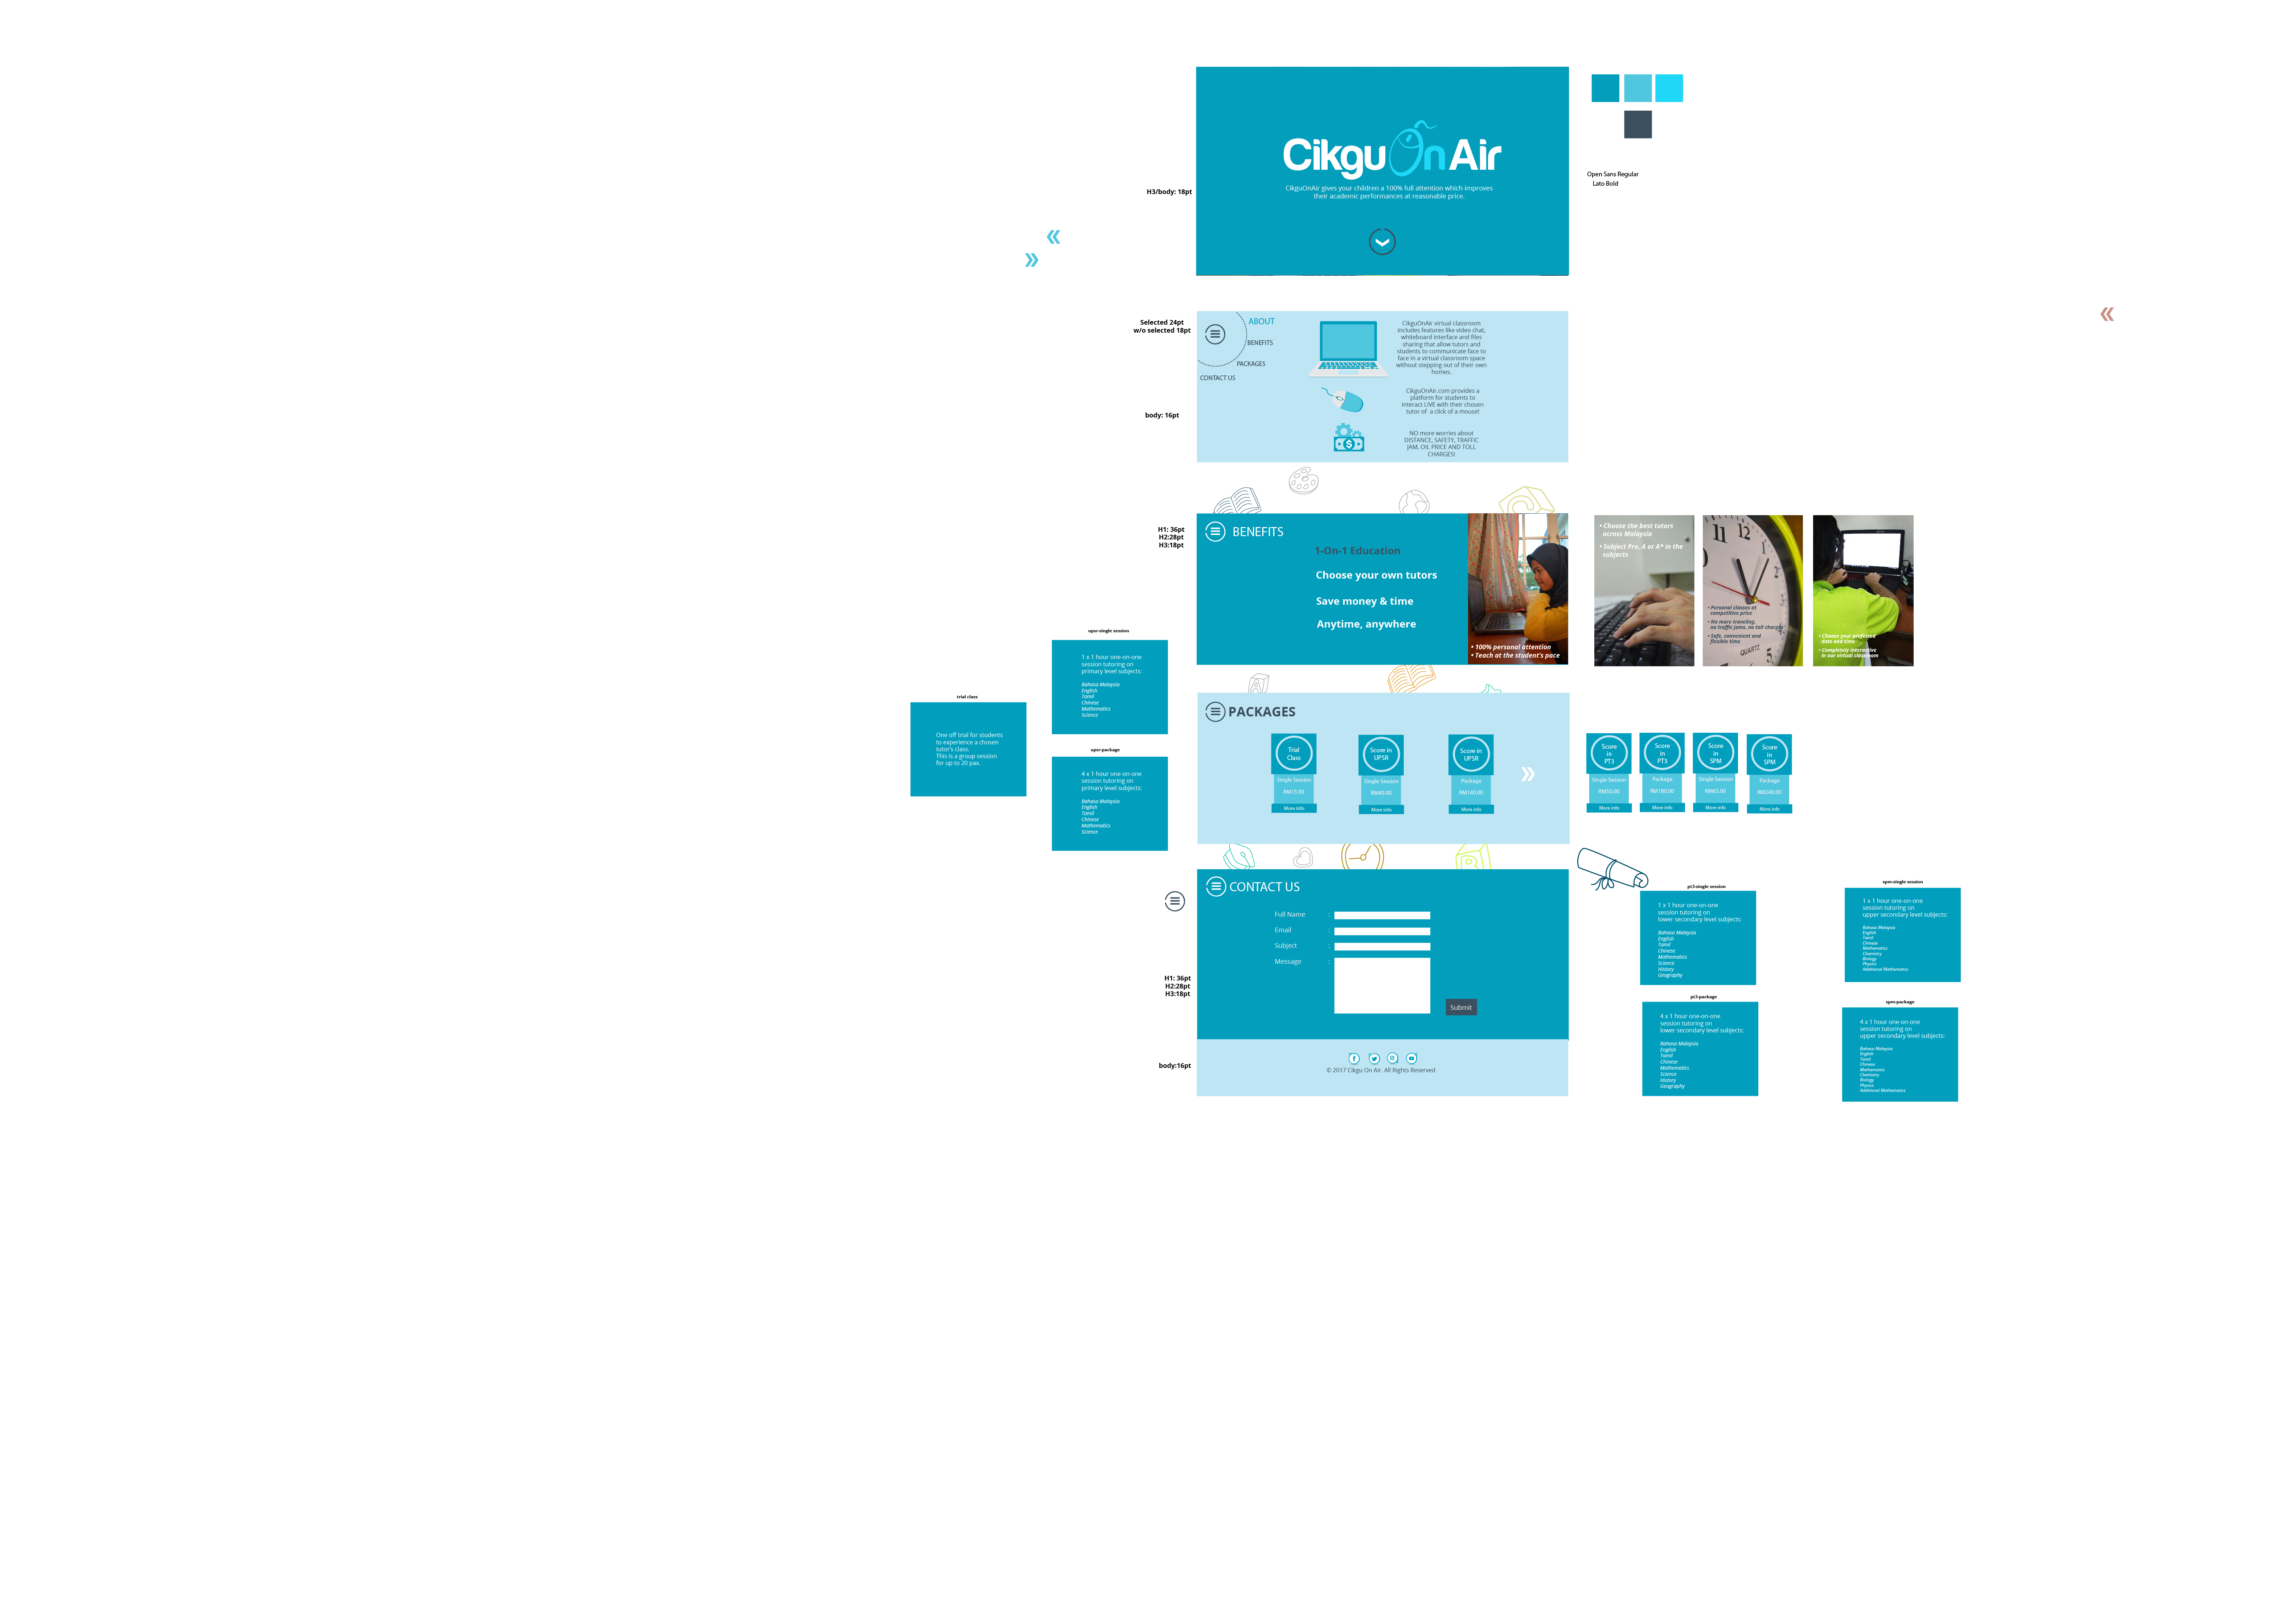 CikguOnAir
CikguOnAir gives your children a 100% full attention which improves
their academic performances at reasonable price.
H3/body: 18pt
Open Sans Regular
Lato Bold
Selected 24pt
w/o selected 18pt
ABOUT
BENEFITS
PACKAGES
CONTACT US
CikguOnAir virtual classroom
includes features like video chat,
whiteboard interface and files
sharing that allow tutors and
students to communicate face to
face in a virtual classroom space
without stepping out of their own
homes.
body: 16pt
CikguOnAir.com provides a
platform for students to
interact LIVE with their chosen
tutor of a click of a mouse!
NO more worries about
DISTANCE, SAFETY, TRAFFIC
JAM, OIL PRICE AND TOLL
CHARGES!
H1: 36pt
H2:28pt
H3:18pt
BENEFITS
1-On-1 Education
Choose your own tutors
Save money & time
Anytime, anywhere
• 100% personal attention
• Teach at the student's pace
• Choose the best tutors
across Malaysia
• Subject Pro, A or A* in the
subjects
11 12
• Personal classes at
competitive price
• No more traveling,
no traffic jams, no toll charges
• Safe, convenient and
flexible time
QUARTZ 5
• Choose your preferred
date and time
• Completely interactive
in our virtual classroom
upsr-single session
1 x 1 hour one-on-one
session tutoring on
primary level subjects:
Bahasa Malaysia
English
Tamil
Chinese
Mathematics
Science
trial class
One off trial for students
to experience a chosen
tutor's class.
This is a group session
for up to 20 pax.
upsr-package
4 x 1 hour one-on-one
session tutoring on
primary level subjects:
Bahasa Malaysia
English
Tamil
Chinese
Mathematics
Science
PACKAGES
Trial
Class
Single Session
RM15.00
More info
Score in
UPSR
Single Session
RM40.00
More info
Score in
UPSR
Package
RM140.00
More info
Score
in
PT3
Single Session
RM50.00
More info
Score
in
PT3
Package
RM180.00
More info
Score
in
SPM
Single Session
RM65.00
More info
Score
in
SPM
Package
RM240.00
More info
CONTACT US
Full Name :
Email :
Subject :
Message :
Submit
H1: 36pt
H2:28pt
H3:18pt
body:16pt
© 2017 Cikgu On Air. All Rights Reserved
pt3-single session
1 x 1 hour one-on-one
session tutoring on
lower secondary level subjects:
Bahasa Malaysia
English
Tamil
Chinese
Mathematics
Science
History
Geography
pt3-package
4 x 1 hour one-on-one
session tutoring on
lower secondary level subjects:
Bahasa Malaysia
English
Tamil
Chinese
Mathematics
Science
History
Geography
spm-single session
1 x 1 hour one-on-one
session tutoring on
upper secondary level subjects:
Bahasa Malaysia
English
Tamil
Chinese
Mathematics
Chemistry
Biology
Physics
Additional Mathematics
spm-package
4 x 1 hour one-on-one
session tutoring on
upper secondary level subjects:
Bahasa Malaysia
English
Tamil
Chinese
Mathematics
Chemistry
Biology
Physics
Additional Mathematics